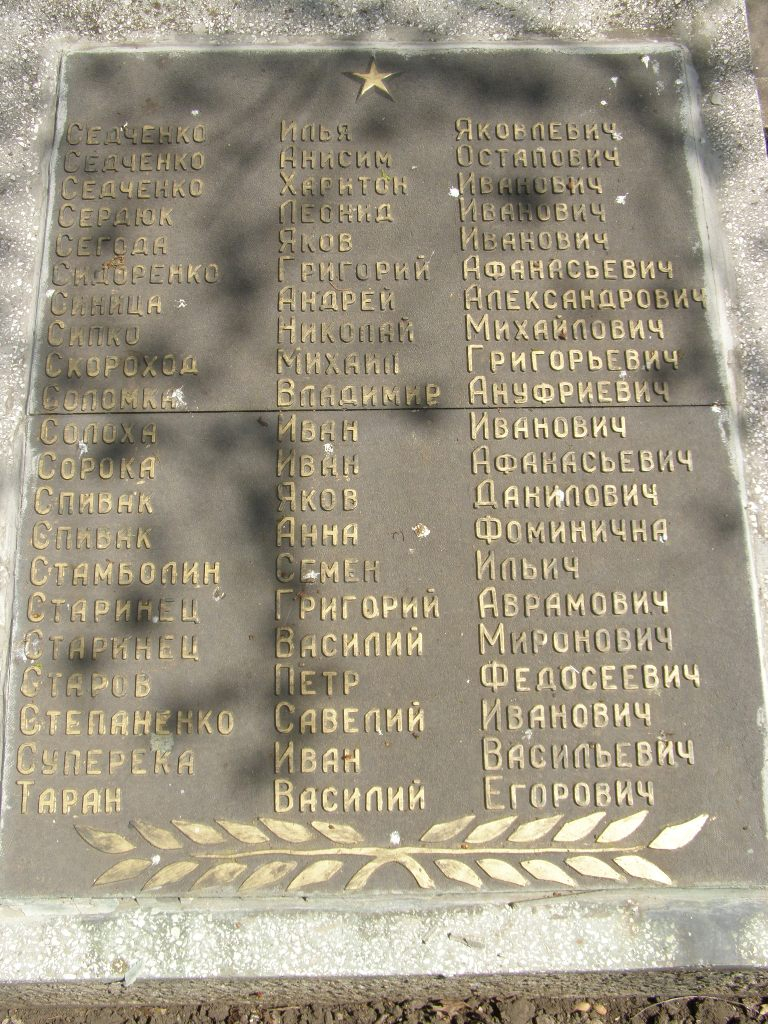 Седченко Илья Яковлевич
Седченко Анисим Остапович
Седченко Харитон Иванович
Сердюк Леонид Иванович
Сегода Яков Иванович
Сидоренко Григорий Афанасьевич
Синица Андрей Александрович
Сипко Николай Михайлович
Скороход Михаил Григорьевич
Соломка Владимир Ануфриевич
Солоха Иван Иванович
Сорока Иван Афанасьевич
Спивак Яков Данилович
Спивак Анна Фоминична
Стамболин Семен Ильич
Старинец Григорий Аврамович
Старинец Василий Миронович
Старов Петр Федосеевич
Степаненко Савелий Иванович
Суперека Иван Васильевич
Таран Василий Егорович